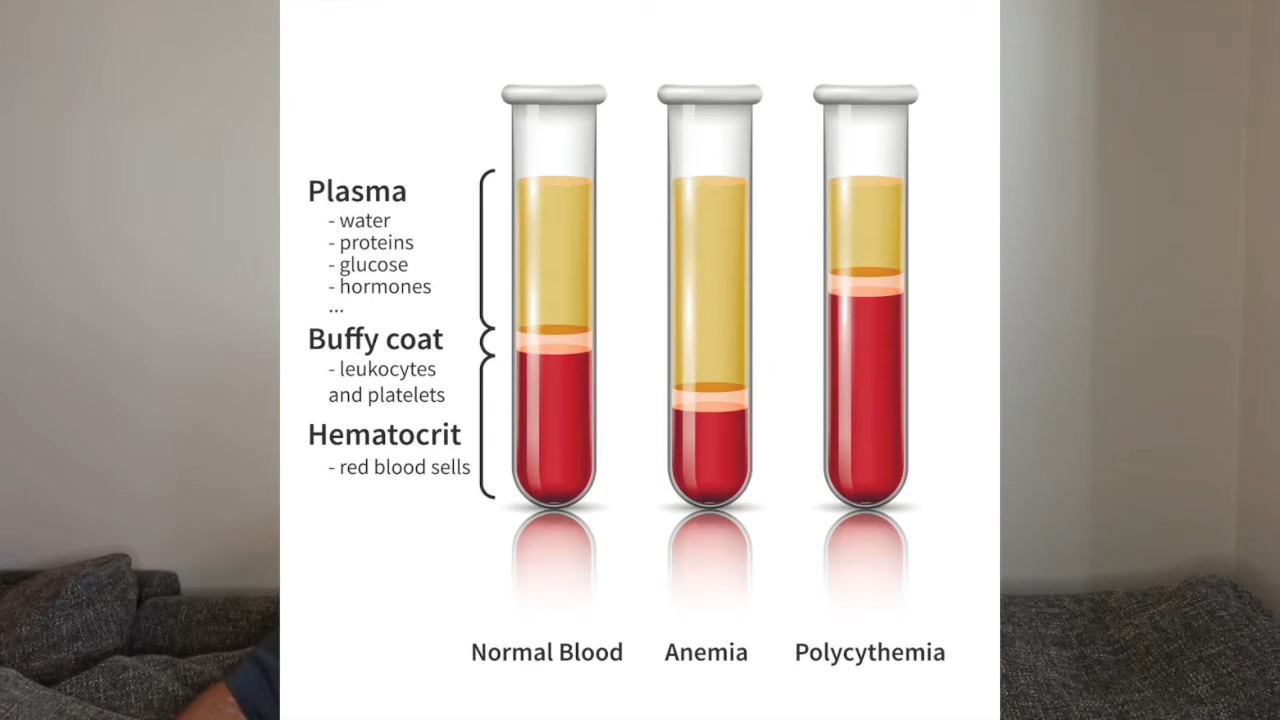 Plasma
- water
- proteins
- glucose
- hormones
...
Buffy coat
- leukocytes
and platelets
Hematocrit
- red blood sells
Normal Blood
Anemia
Polycythemia